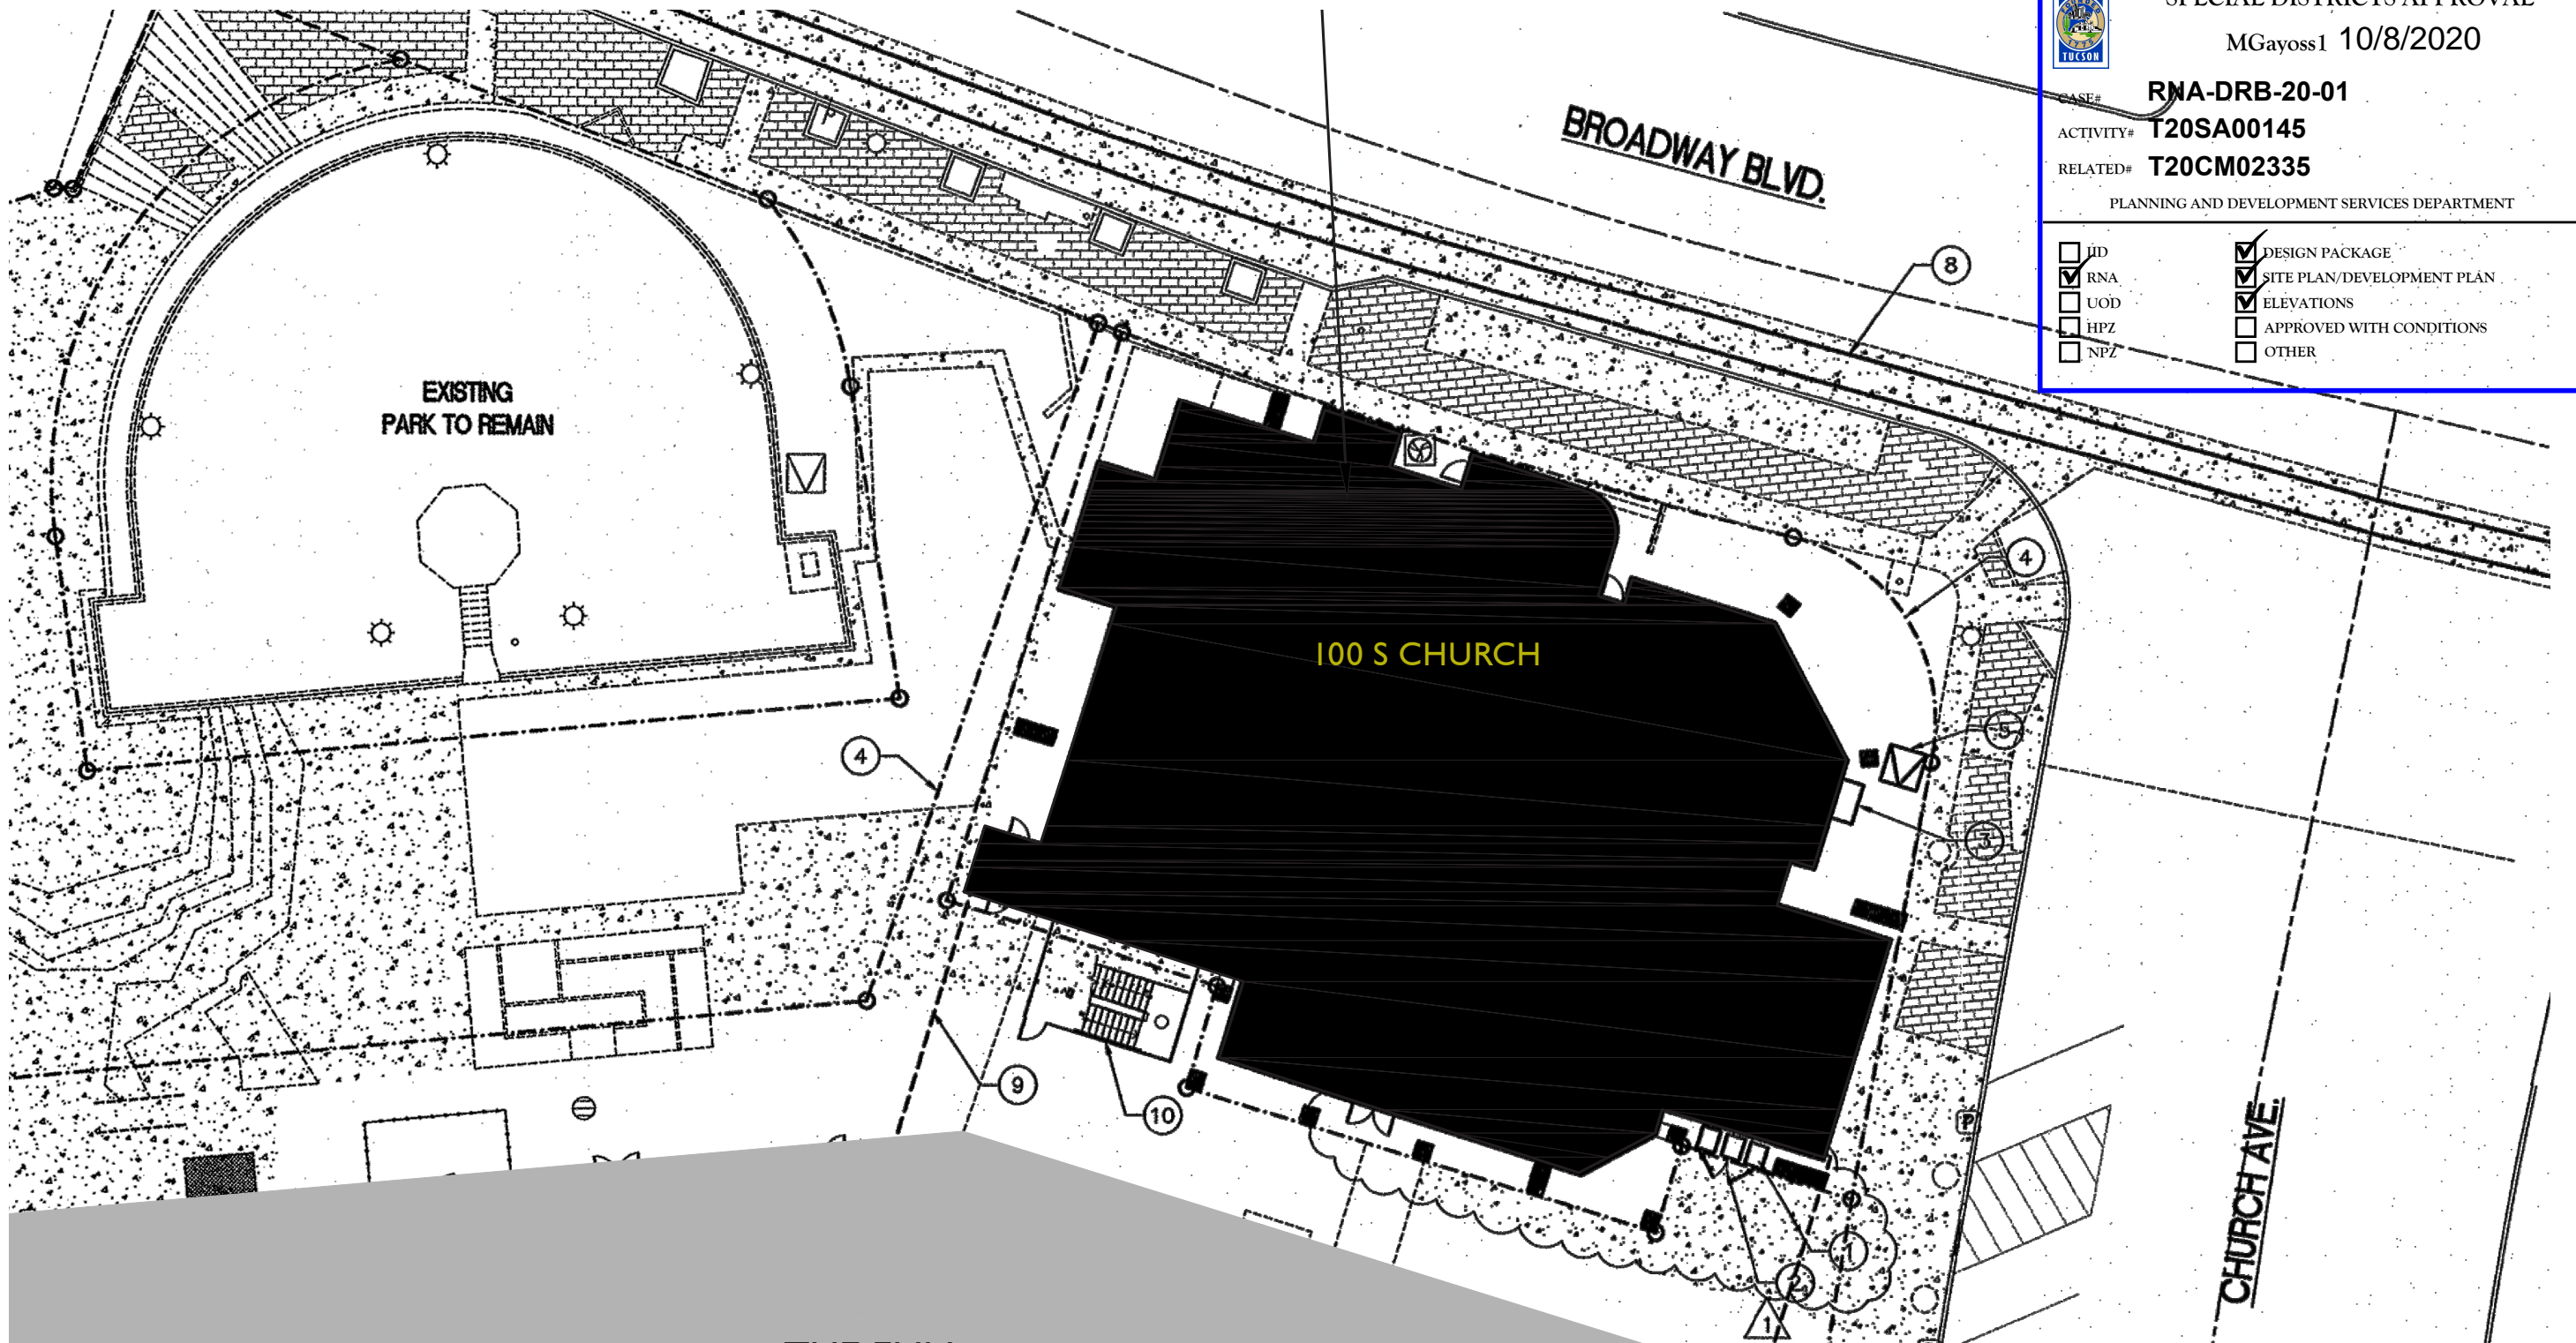 SPECIAL DISTRICTS APPROVAL
MGayoss1 10/8/2020
TUCSON
CASE# RNA-DRB-20-01
ACTIVITY# T20SA00145
RELATED# T20CM02335
PLANNING AND DEVELOPMENT SERVICES DEPARTMENT
IID
DESIGN PACKAGE
RNA
SITE PLAN/DEVELOPMENT PLAN
UOD
ELEVATIONS
HPZ
APPROVED WITH CONDITIONS
NPZ
OTHER
BROADWAY BLVD.
8
EXISTING
PARK TO REMAIN
4
100 S CHURCH
5
4
3
9
10
P
1
2
1
CHURCH AVE.